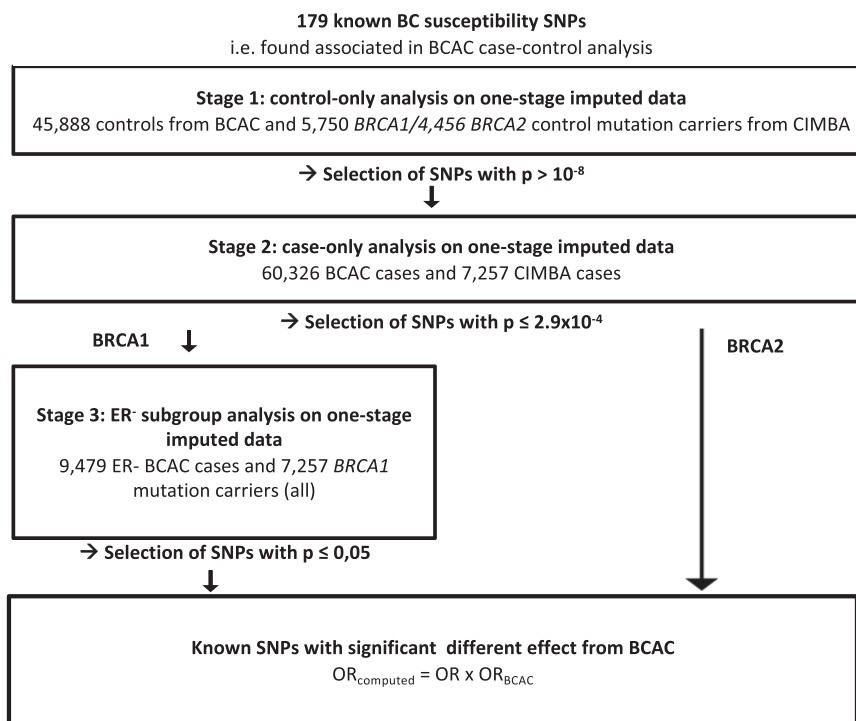 179 known BC susceptibility SNPs
i.e. found associated in BCAC case-control analysis
Stage 1: control-only analysis on one-stage imputed data
45,888 controls from BCAC and 5,750 BRCA1/4,456 BRCA2 control mutation carriers from CIMBA
→ Selection of SNPs with p > 10⁻⁸
Stage 2: case-only analysis on one-stage imputed data
60,326 BCAC cases and 7,257 CIMBA cases
→ Selection of SNPs with p ≤ 2.9x10⁻⁴
BRCA1
BRCA2
Stage 3: ER⁻ subgroup analysis on one-stage
imputed data
9,479 ER- BCAC cases and 7,257 BRCA1
mutation carriers (all)
→ Selection of SNPs with p ≤ 0,05
Known SNPs with significant different effect from BCAC
OR_computed = OR x OR_BCAC